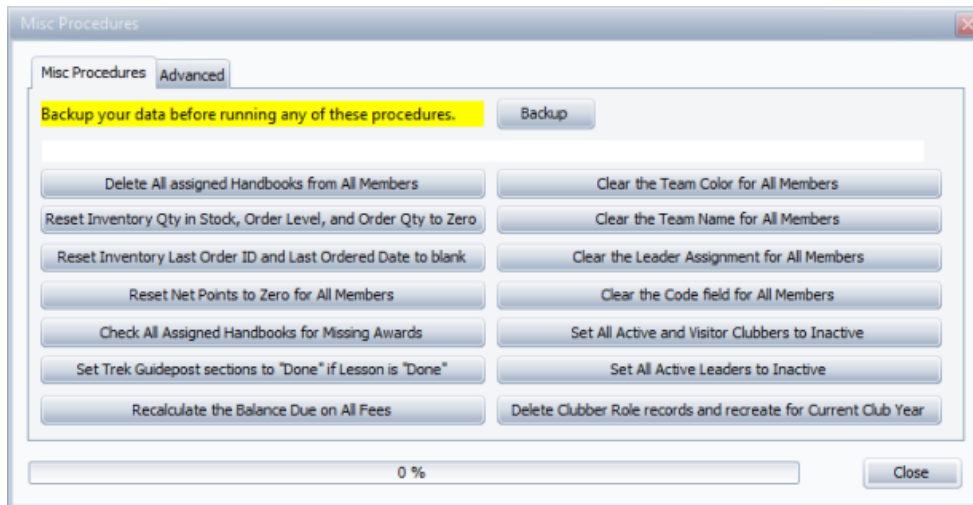 Misc Procedures
Misc Procedures Advanced
Backup your data before running any of these procedures. Backup
Delete All assigned Handbooks from All Members Clear the Team Color for All Members
Reset Inventory Qty in Stock, Order Level, and Order Qty to Zero Clear the Team Name for All Members
Reset Inventory Last Order ID and Last Ordered Date to blank Clear the Leader Assignment for All Members
Reset Net Points to Zero for All Members Clear the Code field for All Members
Check All Assigned Handbooks for Missing Awards Set All Active and Visitor Clubbers to Inactive
Set Trek Guidepost sections to "Done" if Lesson is "Done" Set All Active Leaders to Inactive
Recalculate the Balance Due on All Fees Delete Clubber Role records and recreate for Current Club Year
0 % Close